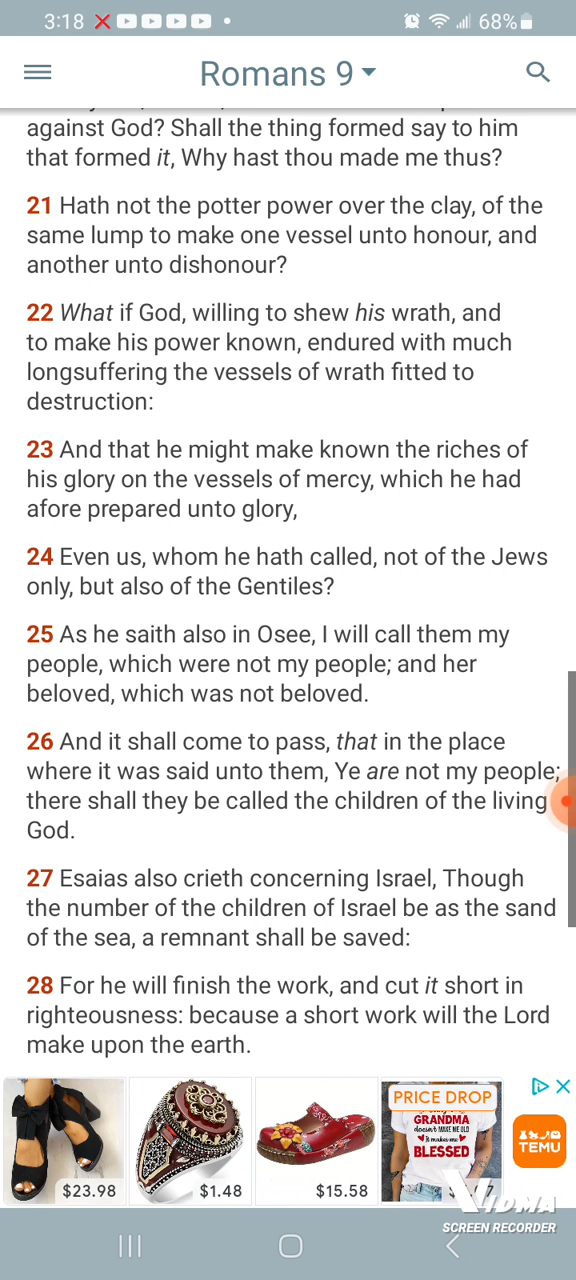 3:18
68%
Romans 9
against God? Shall the thing formed say to him
that formed it, Why hast thou made me thus?
21 Hath not the potter power over the clay, of the
same lump to make one vessel unto honour, and
another unto dishonour?
22 What if God, willing to shew his wrath, and
to make his power known, endured with much
longsuffering the vessels of wrath fitted to
destruction:
23 And that he might make known the riches of
his glory on the vessels of mercy, which he had
afore prepared unto glory,
24 Even us, whom he hath called, not of the Jews
only, but also of the Gentiles?
25 As he saith also in Osee, I will call them my
people, which were not my people; and her
beloved, which was not beloved.
26 And it shall come to pass, that in the place
where it was said unto them, Ye are not my people;
there shall they be called the children of the living
God.
27 Esaias also crieth concerning Israel, Though
the number of the children of Israel be as the sand
of the sea, a remnant shall be saved:
28 For he will finish the work, and cut it short in
righteousness: because a short work will the Lord
make upon the earth.
$23.98
$1.48
$15.58
PRICE DROP
GRANDMA
doesn't MAKE ME OLD
it makes me
BLESSED
TEMU
VIDMA
SCREEN RECORDER